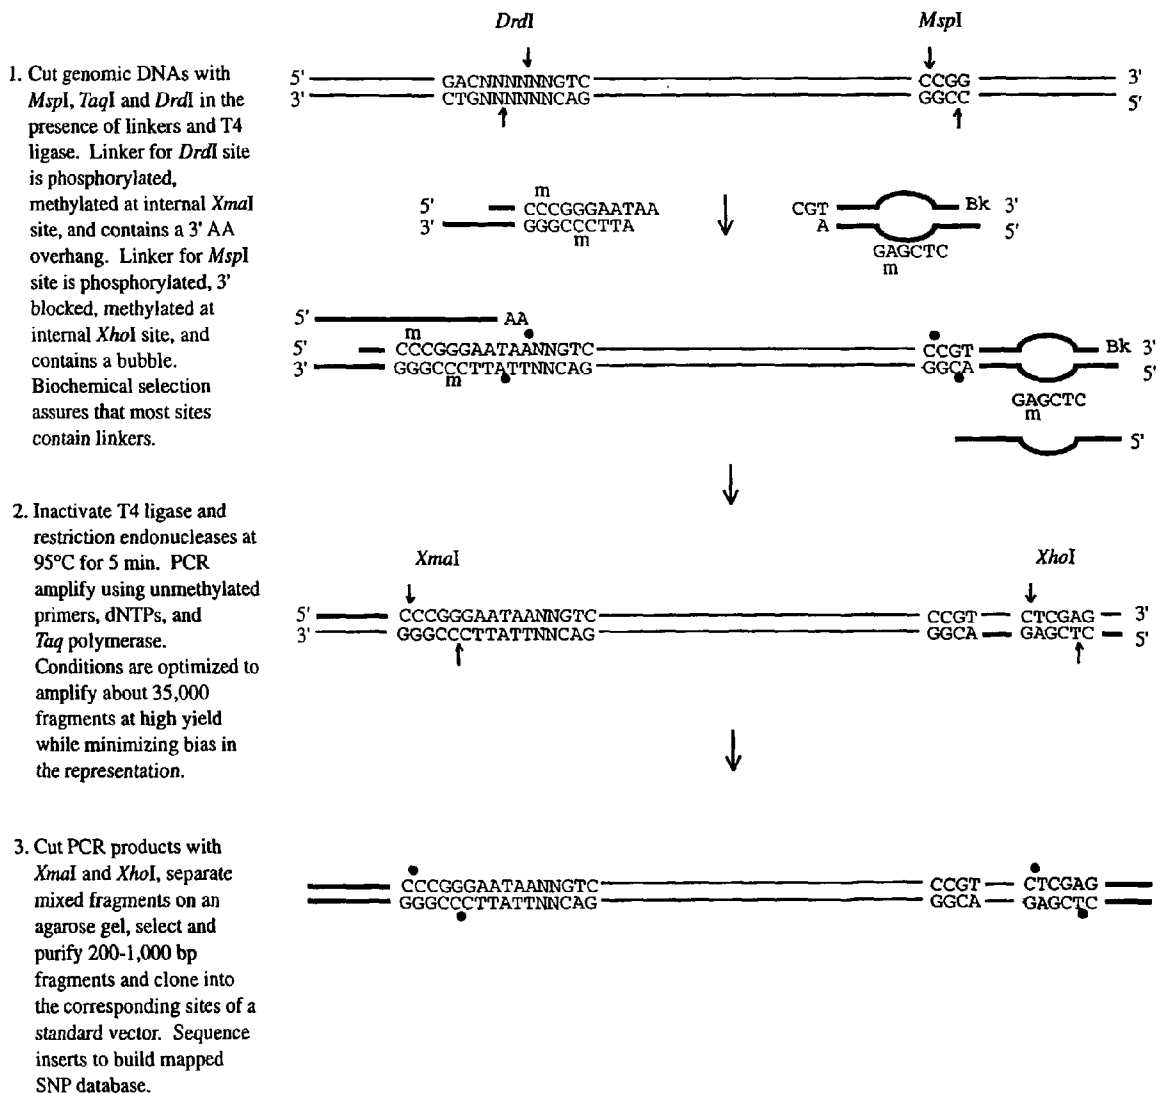 DrdI
MspI
1. Cut genomic DNAs with
MspI, TaqI and DrdI in the
presence of linkers and T4
ligase. Linker for DrdI site
is phosphorylated,
methylated at internal XmaI
site, and contains a 3' AA
overhang. Linker for MspI
site is phosphorylated, 3'
blocked, methylated at
internal XhoI site, and
contains a bubble.
Biochemical selection
assures that most sites
contain linkers.
5' GACNNNNNNGTC CCGG 3'
3' CTGNNNNNNCAG GGCC 5'
m
5' CCCGGGAATAA CGT Bk 3'
3' GGGCCCTTA A 5'
m GAGCTC
m
5' AA
m
5' CCCGGGAATAANNGTC CCGT Bk 3'
3' GGGCCCTTATTNNCAG GGCA 5'
m GAGCTC
m
5'
2. Inactivate T4 ligase and
restriction endonucleases at
95°C for 5 min. PCR
amplify using unmethylated
primers, dNTPs, and
Taq polymerase.
Conditions are optimized to
amplify about 35,000
fragments at high yield
while minimizing bias in
the representation.
XmaI XhoI
5' CCCGGGAATAANNGTC CCGT CTCGAG 3'
3' GGGCCCTTATTNNCAG GGCA GAGCTC 5'
3. Cut PCR products with
XmaI and XhoI, separate
mixed fragments on an
agarose gel, select and
purify 200-1,000 bp
fragments and clone into
the corresponding sites of a
standard vector. Sequence
inserts to build mapped
SNP database.
CCCGGGAATAANNGTC CCGT CTCGAG
GGGCCCTTATTNNCAG GGCA GAGCTC